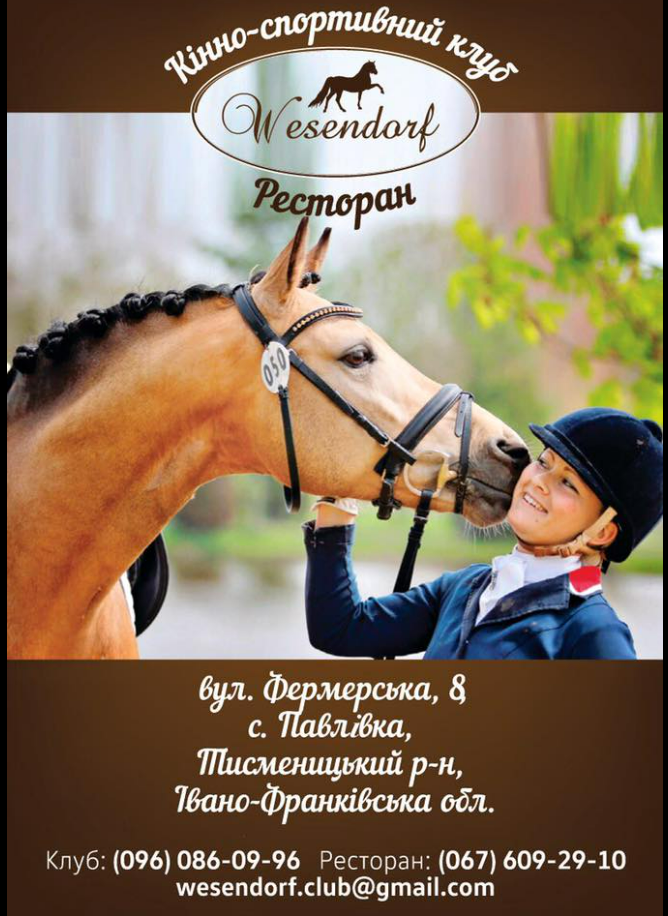 Кінно-спортивний клуб
Wesendorf
Ресторан
050
вул. Фермерська, 8,
с. Павлівка,
Тисменицький р-н,
Івано-Франківська обл.
Клуб: (096) 086-09-96 Ресторан: (067) 609-29-10
wesendorf.club@gmail.com